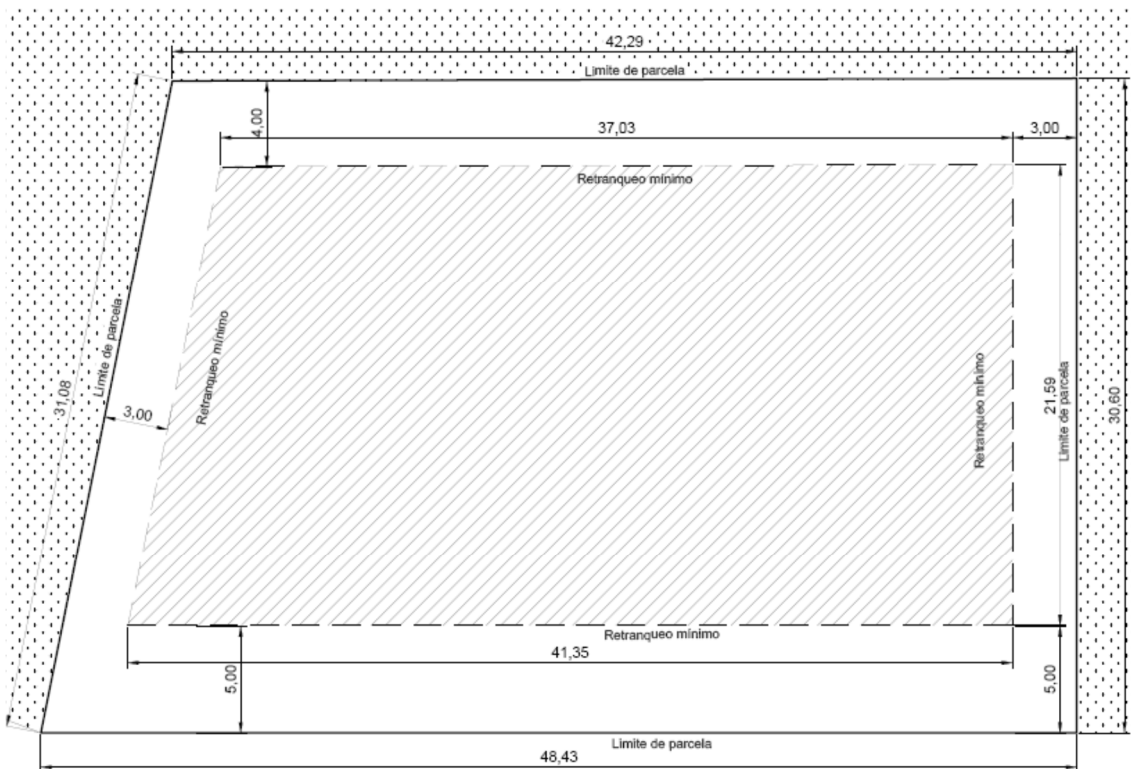 42,29
Limite de parcela
4,00
37,03
3,00
Retranqueo mínimo
Limite de parcela
31,08
3,00
Retranqueo mínimo
Retranqueo mínimo
21,59
Limite de parcela
30,60
Retranqueo mínimo
41,35
5,00
5,00
Limite de parcela
48,43